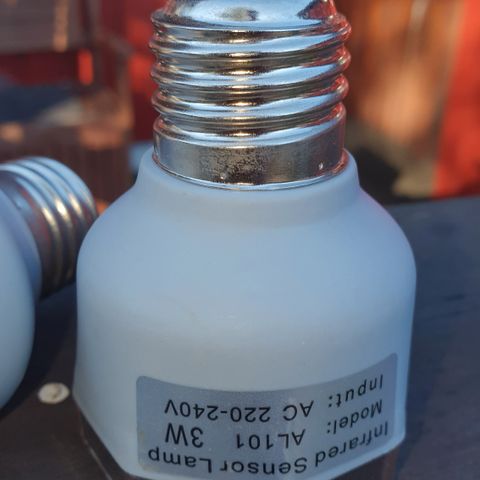 Infrared Sensor Lamp
Model: AL101 3W
Input: AC 220-240V